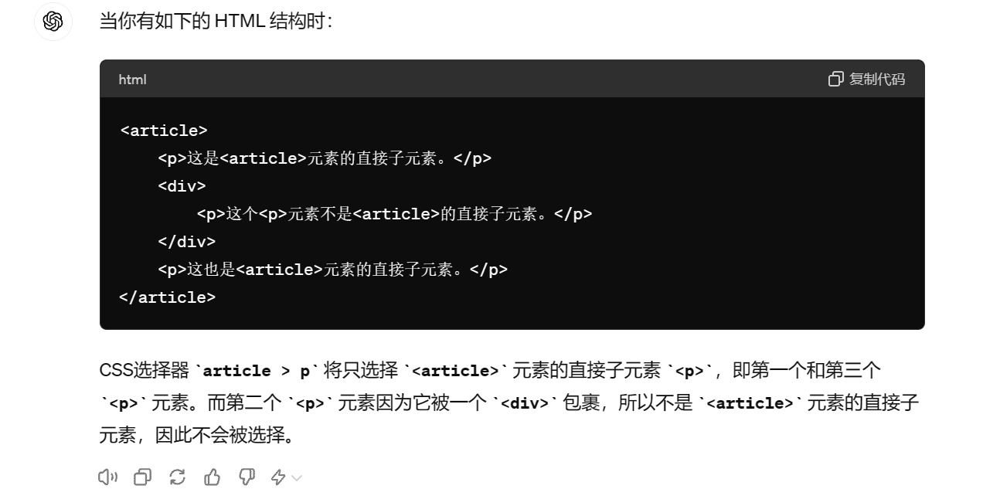 当你有如下的 HTML 结构时：
html
复制代码
<article>
    <p>这是<article>元素的直接子元素。</p>
    <div>
        <p>这个<p>元素不是<article>的直接子元素。</p>
    </div>
    <p>这也是<article>元素的直接子元素。</p>
</article>
CSS选择器 `article > p` 将只选择 `<article>` 元素的直接子元素 `<p>`，即第一个和第三个
`<p>` 元素。而第二个 `<p>` 元素因为它被一个 `<div>` 包裹，所以不是 `<article>` 元素的直接子
元素，因此不会被选择。